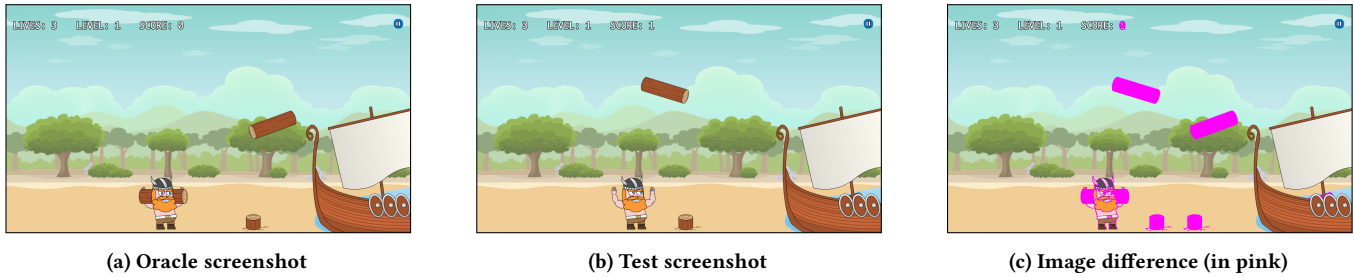 LIVES: 3 LEVEL: 1 SCORE: 0
LIVES: 3 LEVEL: 1 SCORE: 1
LIVES: 3 LEVEL: 1 SCORE: 0
(a) Oracle screenshot
(b) Test screenshot
(c) Image difference (in pink)